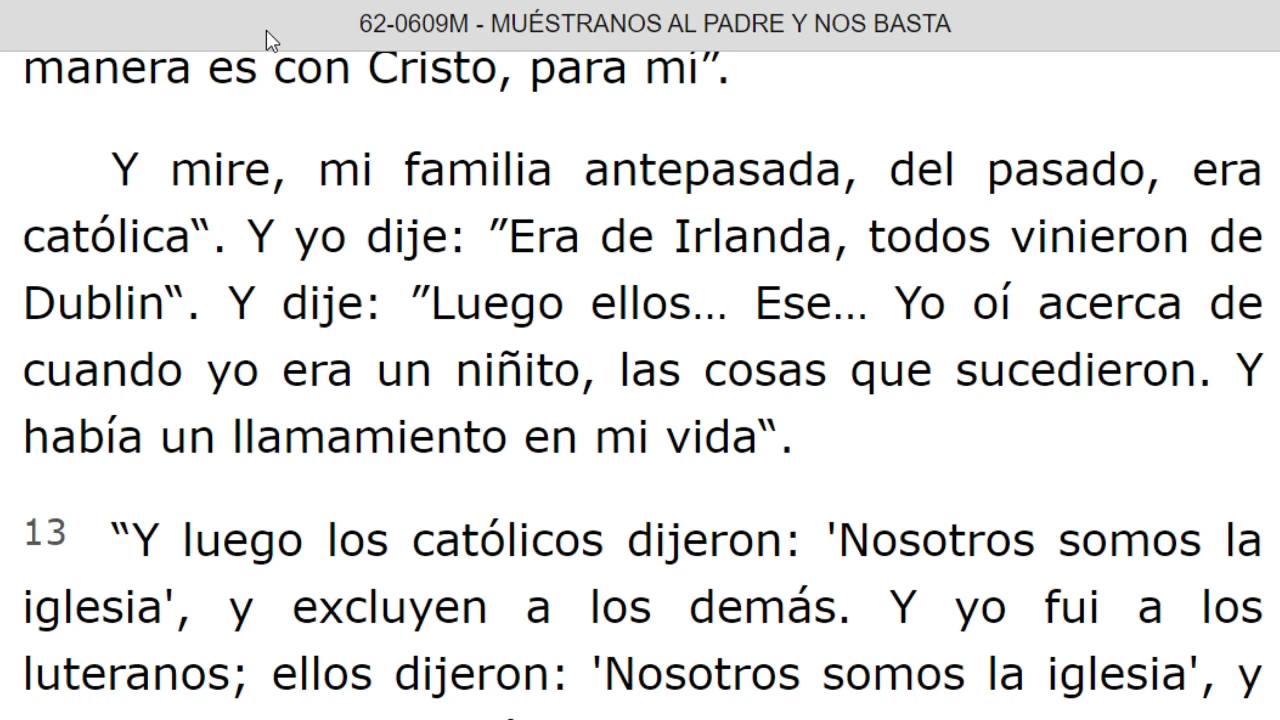 62-0609M - MUÉSTRANOS AL PADRE Y NOS BASTA
manera es con Cristo, para mí”.
Y mire, mi familia antepasada, del pasado, era
católica“. Y yo dije: ”Era de Irlanda, todos vinieron de
Dublin“. Y dije: ”Luego ellos... Ese... Yo oí acerca de
cuando yo era un niñito, las cosas que sucedieron. Y
había un llamamiento en mi vida“.
13 “Y luego los católicos dijeron: 'Nosotros somos la
iglesia', y excluyen a los demás. Y yo fui a los
luteranos; ellos dijeron: 'Nosotros somos la iglesia', y